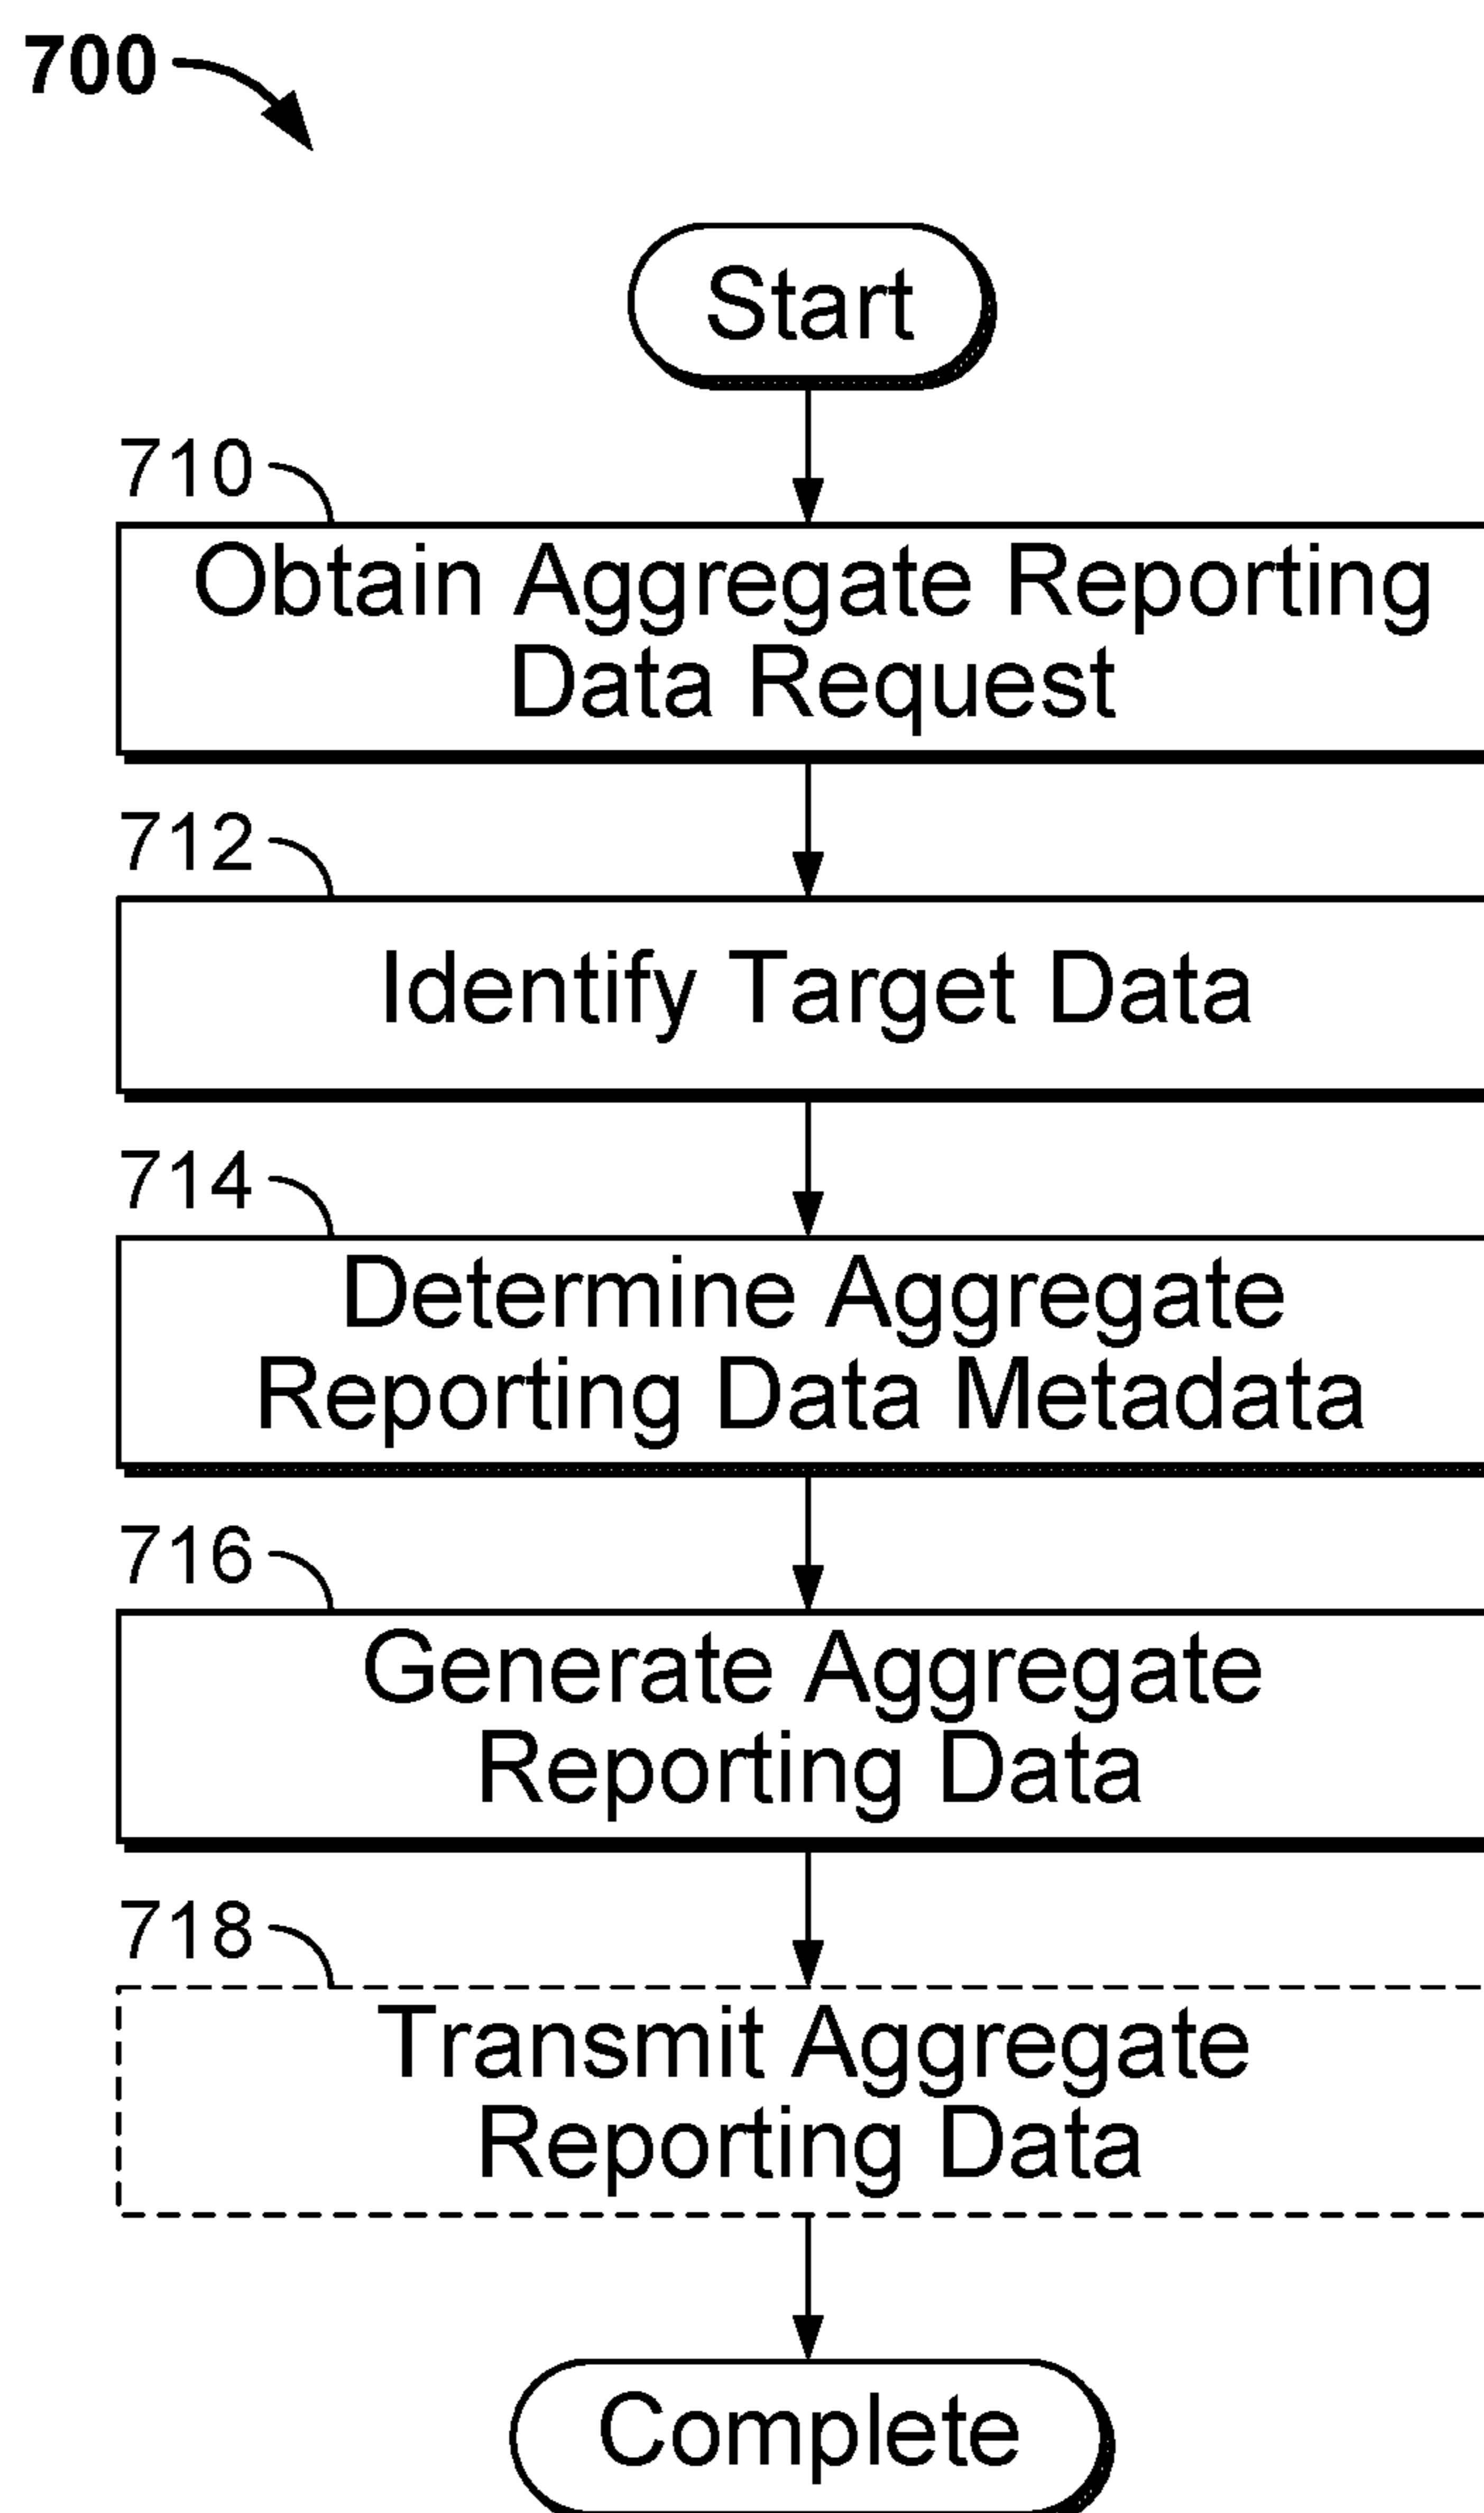 700
Start
710
Obtain Aggregate Reporting
Data Request
712
Identify Target Data
714
Determine Aggregate
Reporting Data Metadata
716
Generate Aggregate
Reporting Data
718
Transmit Aggregate
Reporting Data
Complete